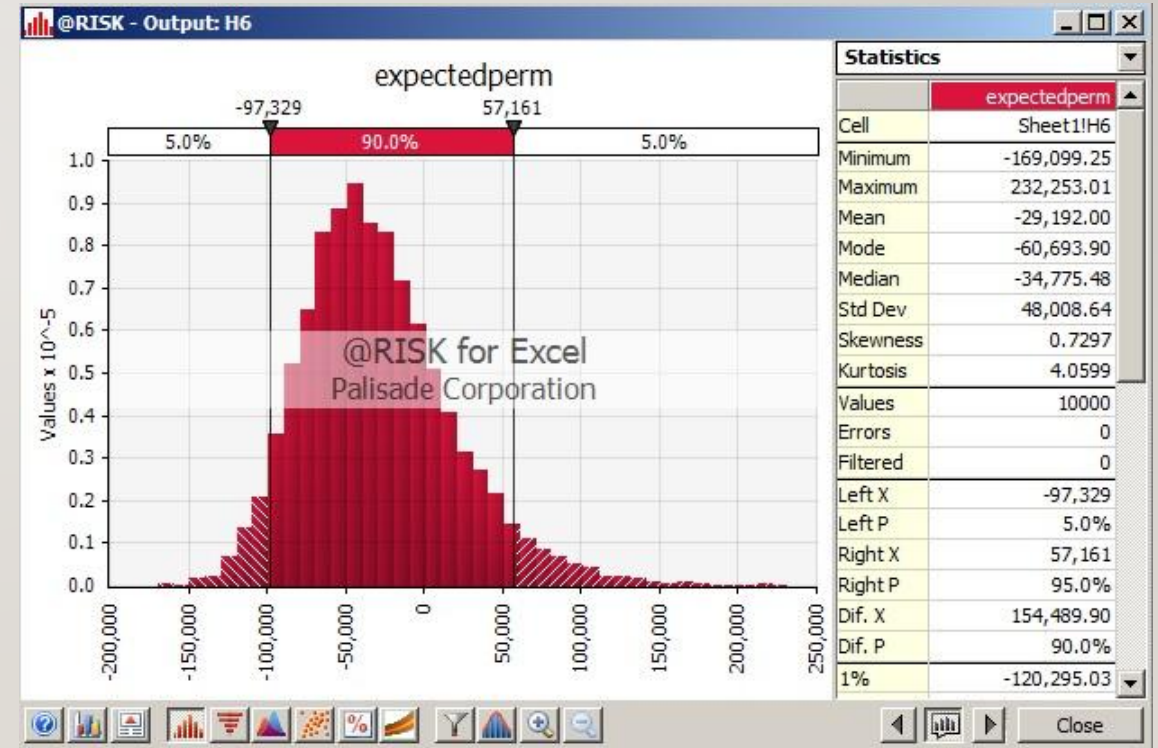 @RISK - Output: H6
expectedperm
-97,329 57,161
5.0% 90.0% 5.0%
1.0
0.9
0.8
0.7
0.6
0.5
0.4
0.3
0.2
0.1
0.0
Values x 10^-5
@RISK for Excel
Palisade Corporation
-200,000
-150,000
-100,000
-50,000
0
50,000
100,000
150,000
200,000
250,000
Statistics
expectedperm
Cell Sheet1!H6
Minimum -169,099.25
Maximum 232,253.01
Mean -29,192.00
Mode -60,693.90
Median -34,775.48
Std Dev 48,008.64
Skewness 0.7297
Kurtosis 4.0599
Values 10000
Errors 0
Filtered 0
Left X -97,329
Left P 5.0%
Right X 57,161
Right P 95.0%
Dif. X 154,489.90
Dif. P 90.0%
1% -120,295.03
Close